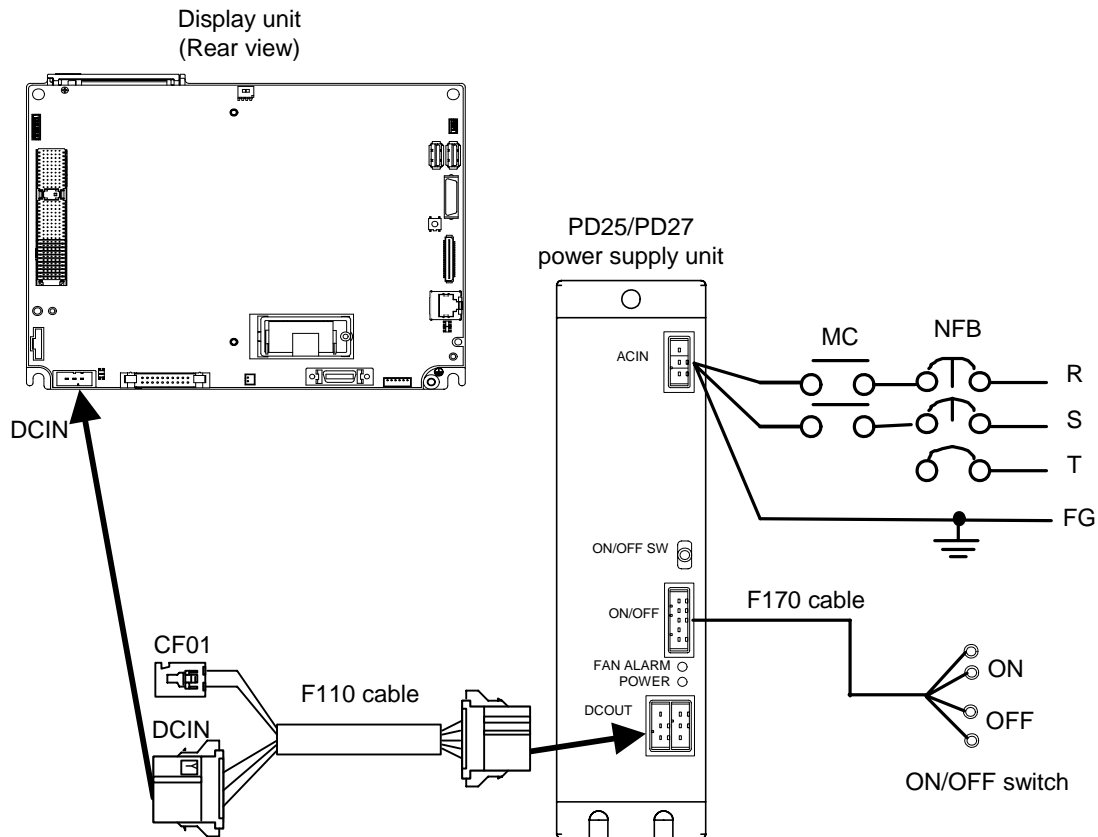 Display unit
(Rear view)
PD25/PD27
power supply unit
MC
NFB
ACIN
R
S
T
FG
DCIN
ON/OFF SW
ON/OFF
F170 cable
CF01
FAN ALARM
POWER
ON
F110 cable
DCIN
DCOUT
OFF
ON/OFF switch